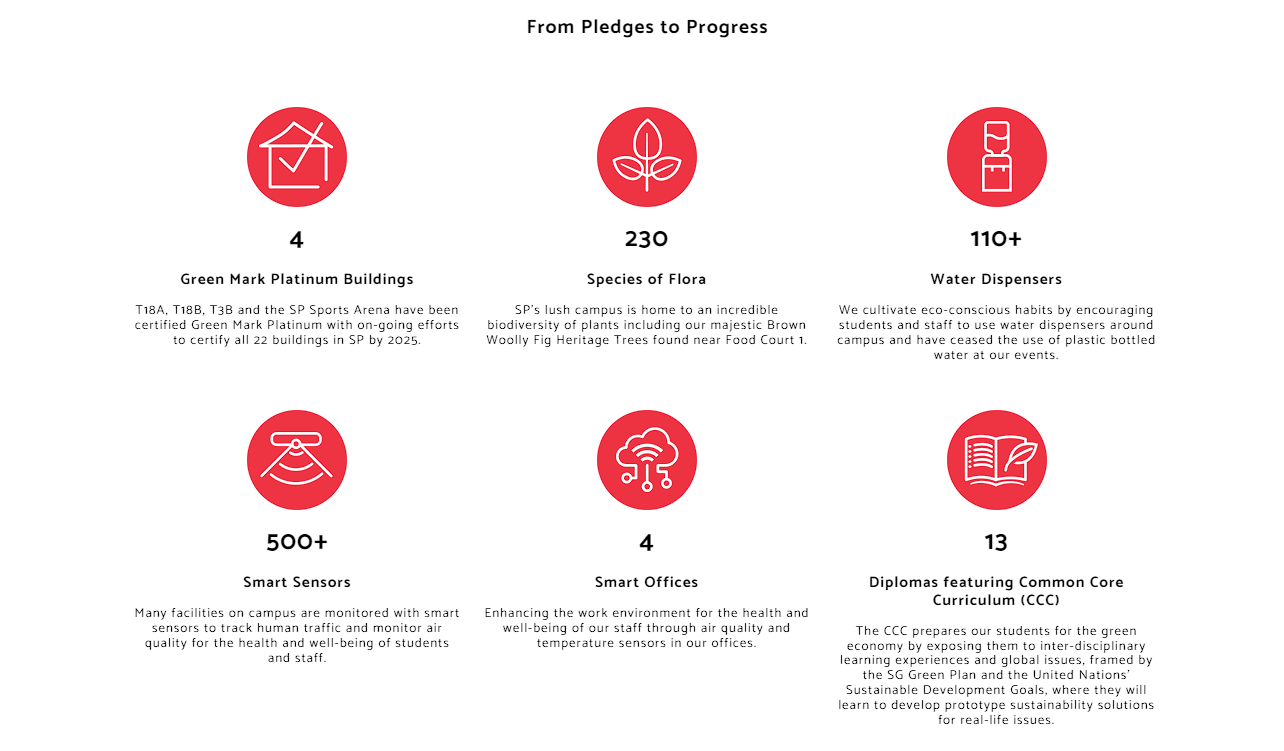 From Pledges to Progress
4
Green Mark Platinum Buildings
T18A, T18B, T3B and the SP Sports Arena have been
certified Green Mark Platinum with on-going efforts
to certify all 22 buildings in SP by 2025.
230
Species of Flora
SP's lush campus is home to an incredible
biodiversity of plants including our majestic Brown
Woolly Fig Heritage Trees found near Food Court 1.
110+
Water Dispensers
We cultivate eco-conscious habits by encouraging
students and staff to use water dispensers around
campus and have ceased the use of plastic bottled
water at our events.
500+
Smart Sensors
Many facilities on campus are monitored with smart
sensors to track human traffic and monitor air
quality for the health and well-being of students
and staff.
4
Smart Offices
Enhancing the work environment for the health and
well-being of our staff through air quality and
temperature sensors in our offices.
13
Diplomas featuring Common Core
Curriculum (CCC)
The CCC prepares our students for the green
economy by exposing them to inter-disciplinary
learning experiences and global issues, framed by
the SG Green Plan and the United Nations'
Sustainable Development Goals, where they will
learn to develop prototype sustainability solutions
for real-life issues.